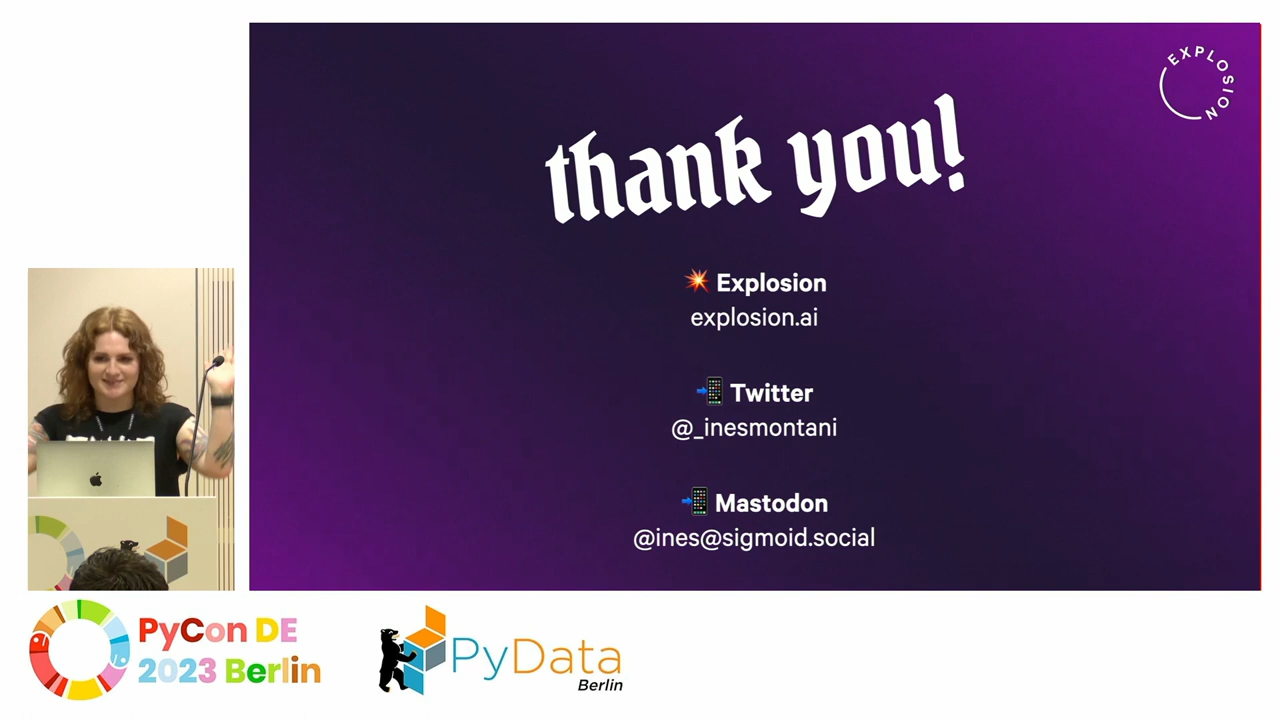 EXPLOSION
thank you!
💥 Explosion
explosion.ai
📲 Twitter
@_inesmontani
📲 Mastodon
@ines@sigmoid.social
PyCon DE
2023 Berlin
PyData
Berlin